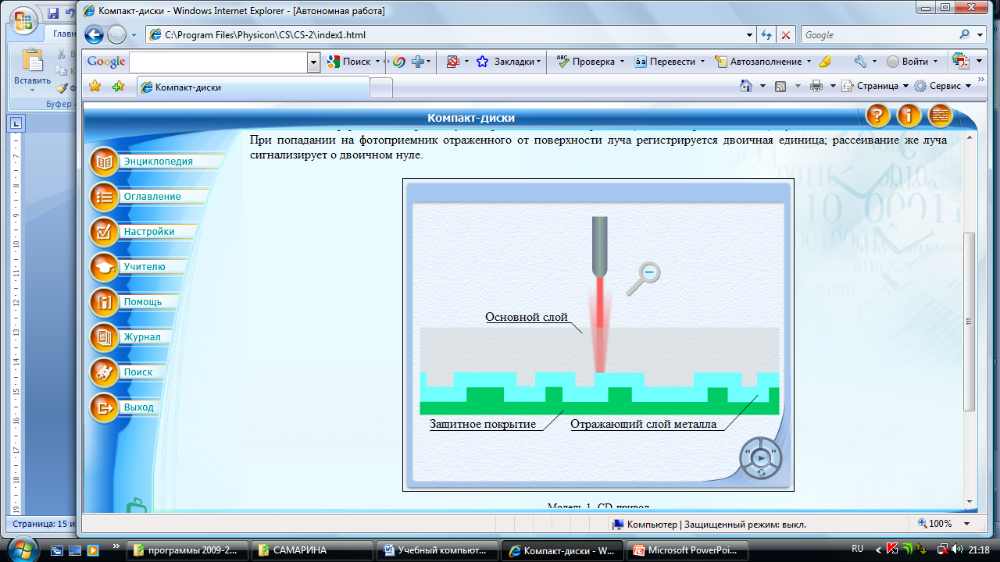 Компакт-диски - Windows Internet Explorer - [Автономная работа]
C:\Program Files\Physicon\CS\CS-2\index1.html
Google
Главн
Вставить
Буфер
Google
Поиск
Закладки
Проверка
Перевести
Автозаполнение
Войти
Компакт-диски
Страница
Сервис
Компакт-диски
При попадании на фотоприемник отраженного от поверхности луча регистрируется двоичная единица; рассеивание же луча
сигнализирует о двоичном нуле.
Энциклопедия
Оглавление
Настройки
Учителю
Помощь
Журнал
Поиск
Выход
Основной слой
Защитное покрытие
Отражающий слой металла
Модель 1. CD-привод
Страница: 15 и
Компьютер | Защищенный режим: выкл.
100%
программы 2009-2...
САМАРИНА
Учебный компьют...
Компакт-диски - W...
Microsoft PowerPoi...
RU
21:18